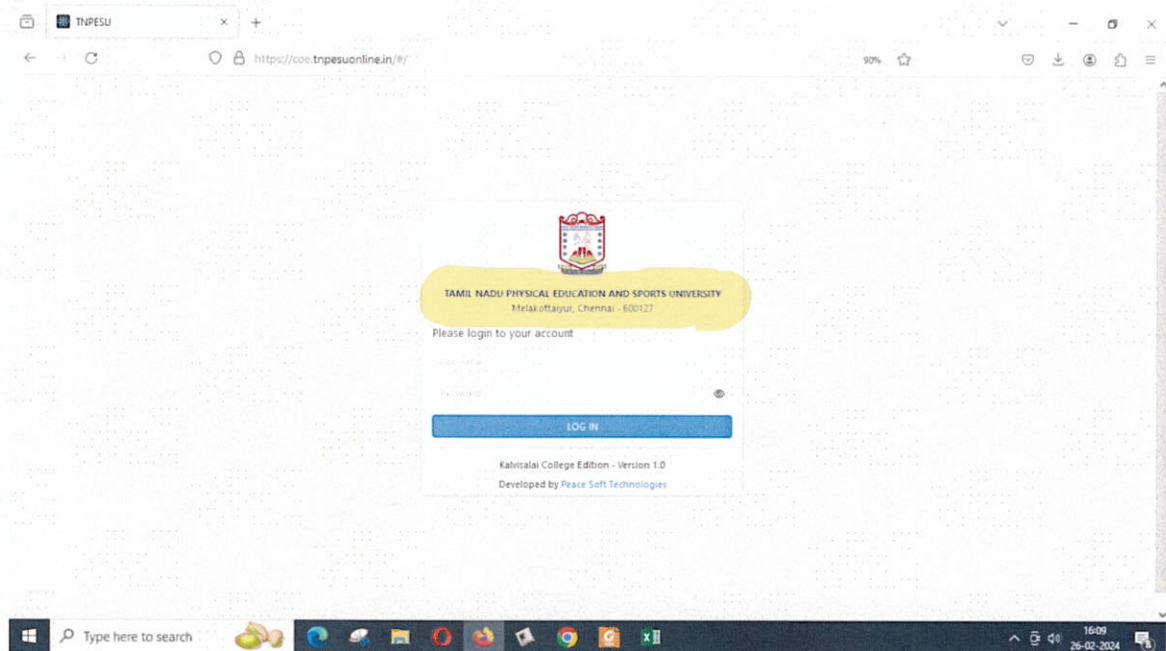 TNPESU
https://coe.tnpesuonline.in/#/
90%
TAMIL NADU PHYSICAL EDUCATION AND SPORTS UNIVERSITY
Melakottaiyur, Chennai - 600127
Please login to your account
Username
Password
LOG IN
Kalvisalai College Edition - Version 1.0
Developed by Peace Soft Technologies
Type here to search
16:09
26-02-2024